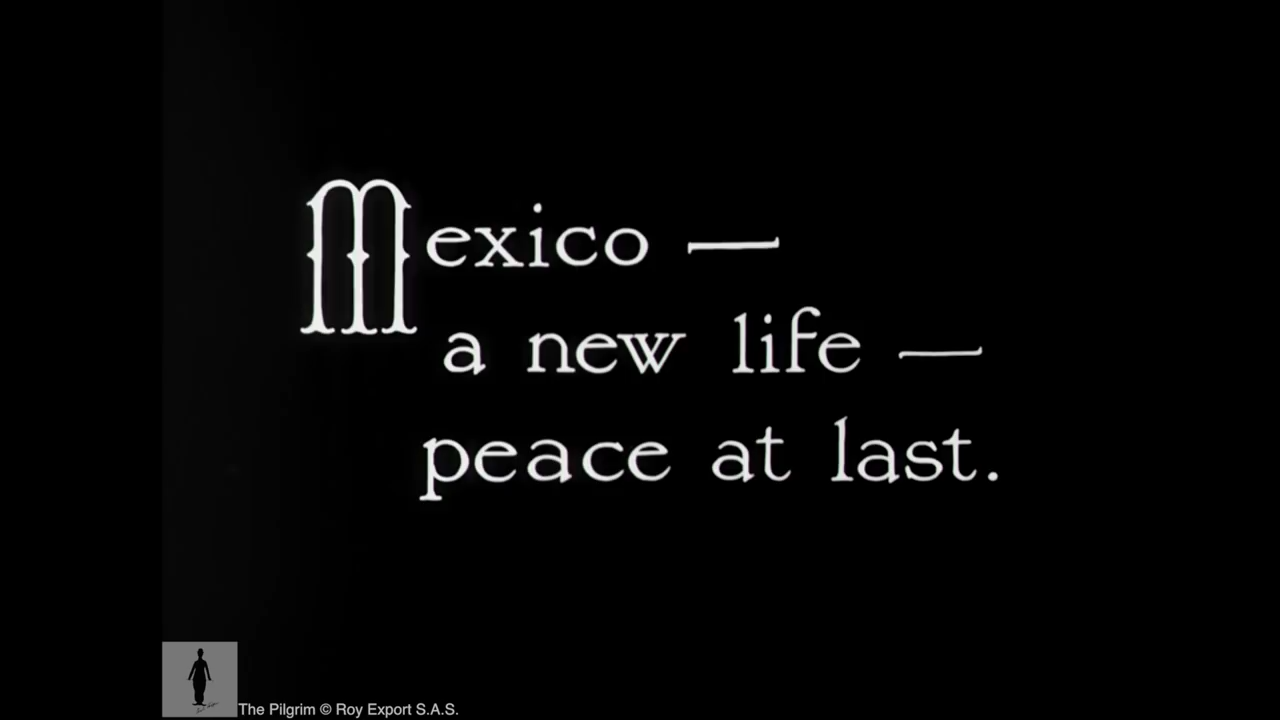 Mexico —
a new life —
peace at last.
The Pilgrim © Roy Export S.A.S.